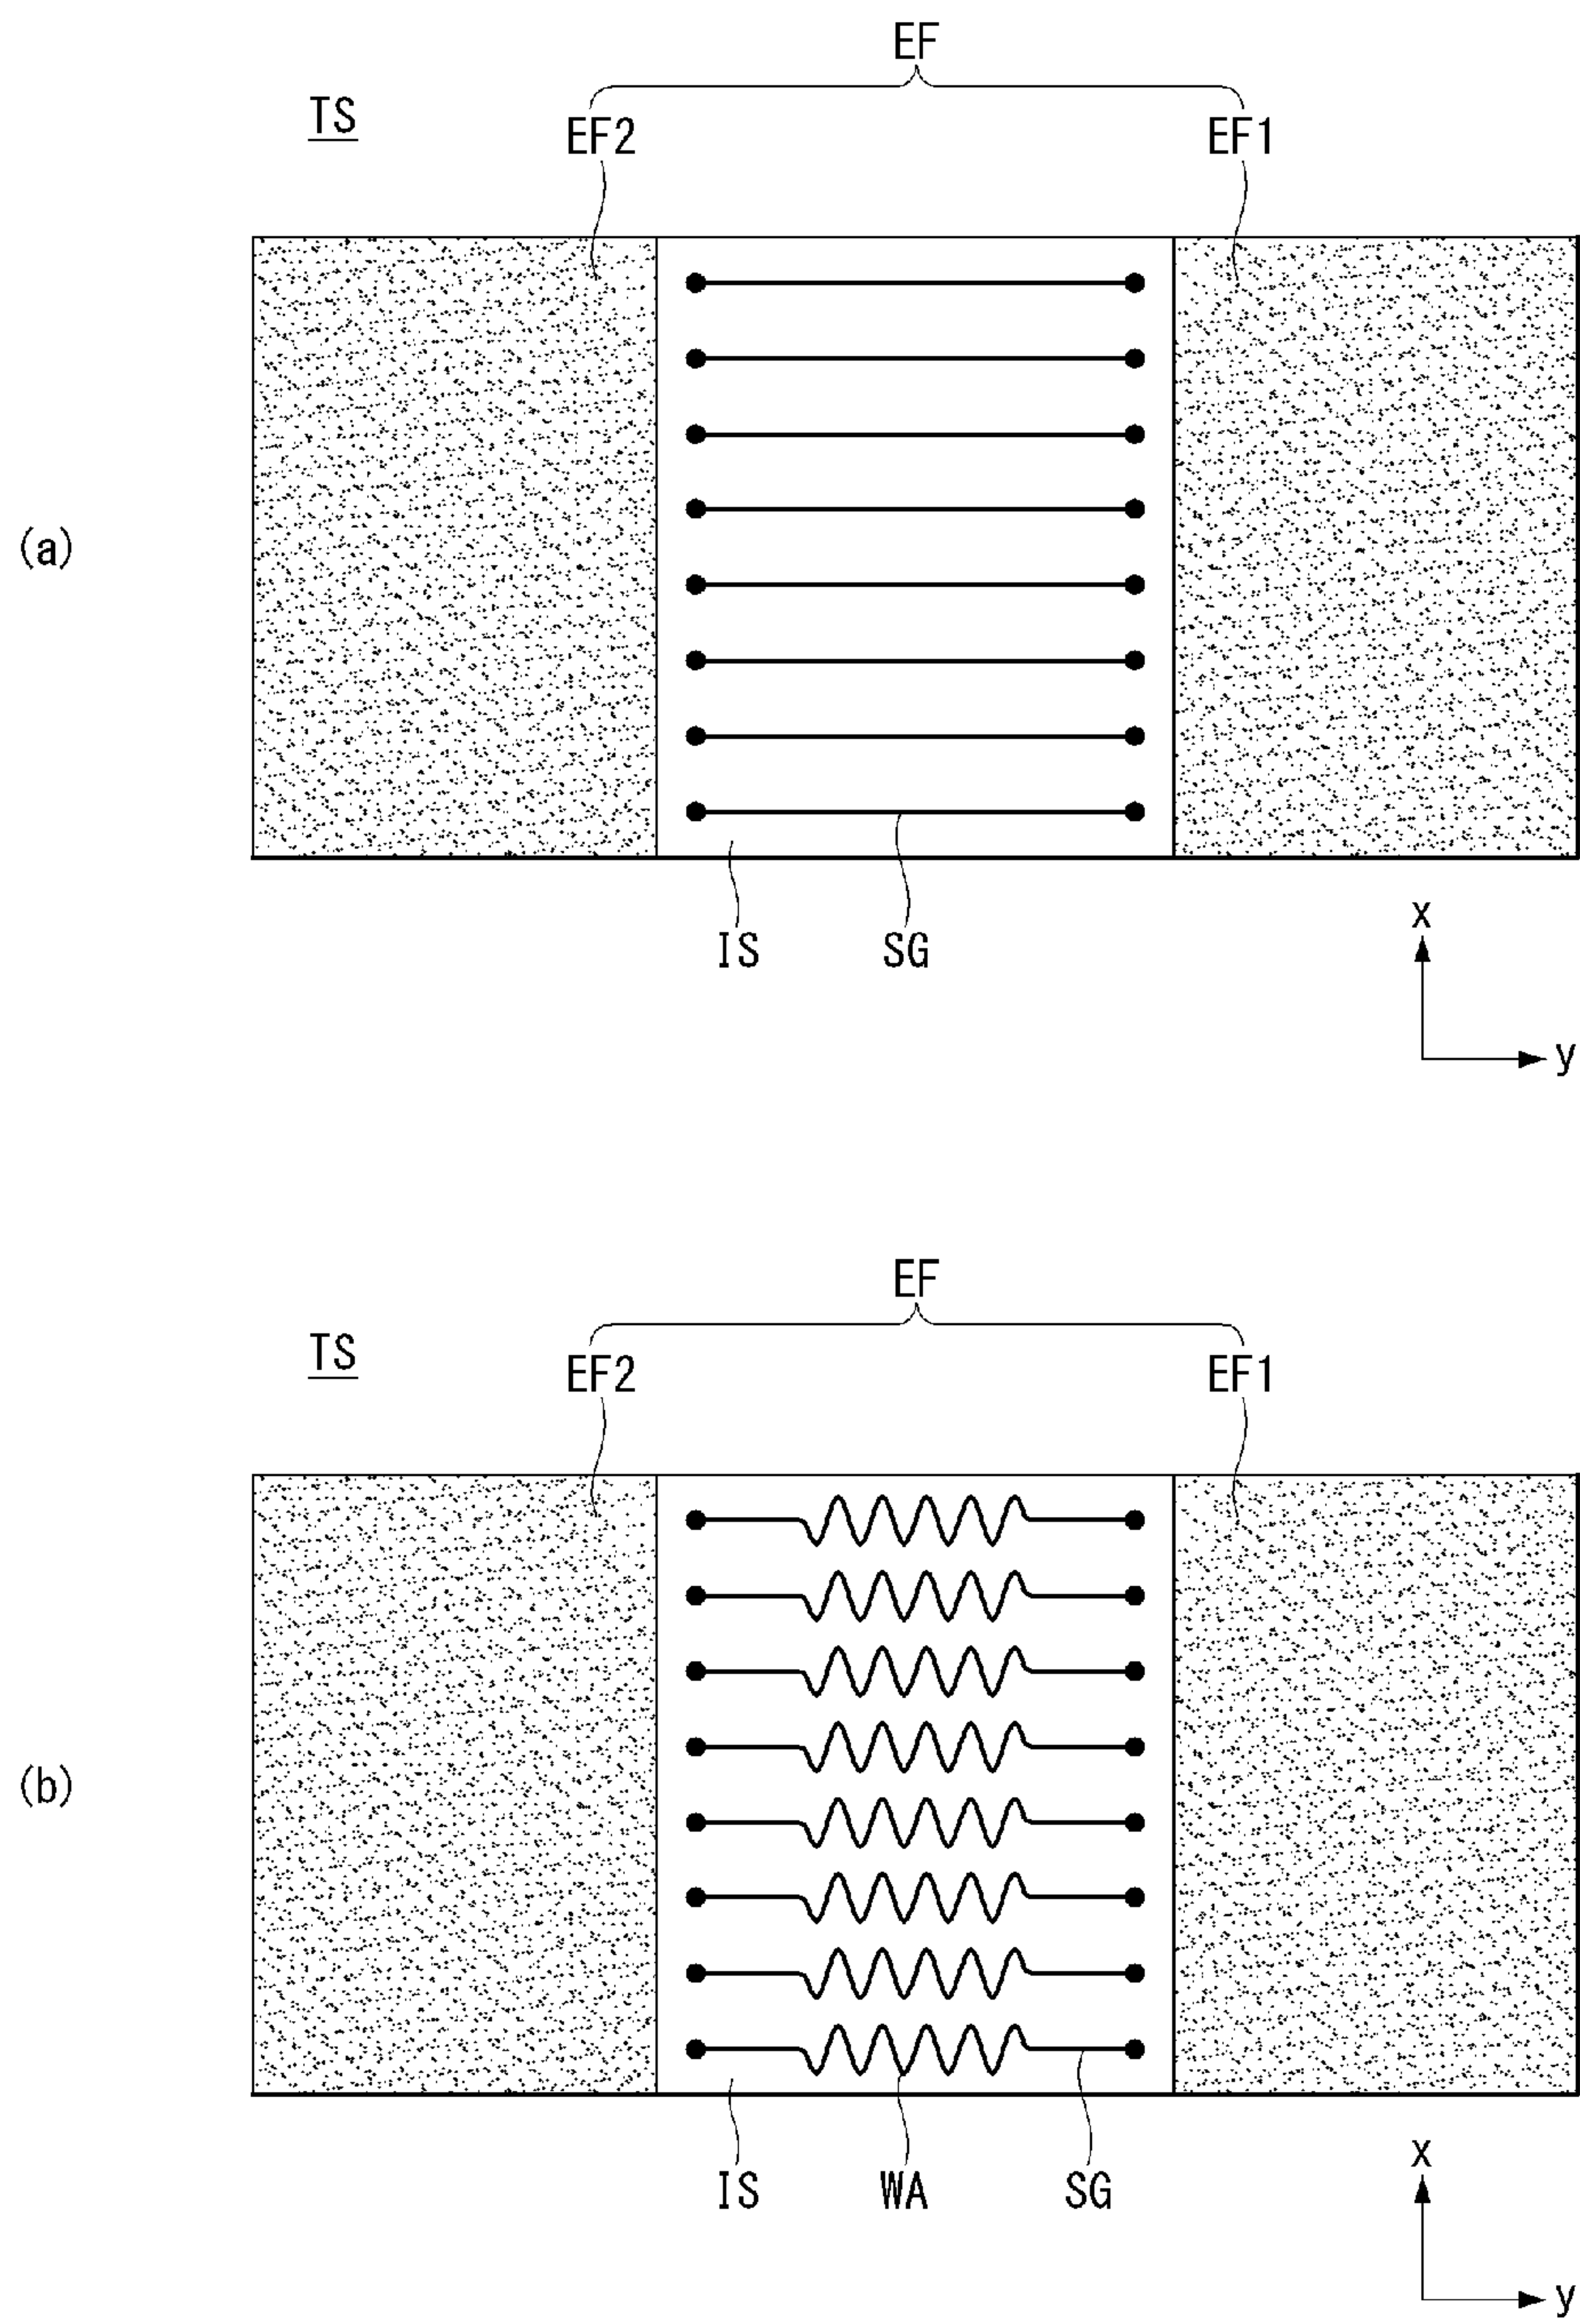 EF
TS
EF2 EF1
(a)
IS SG
x
y
EF
TS
EF2 EF1
(b)
IS WA SG
x
y